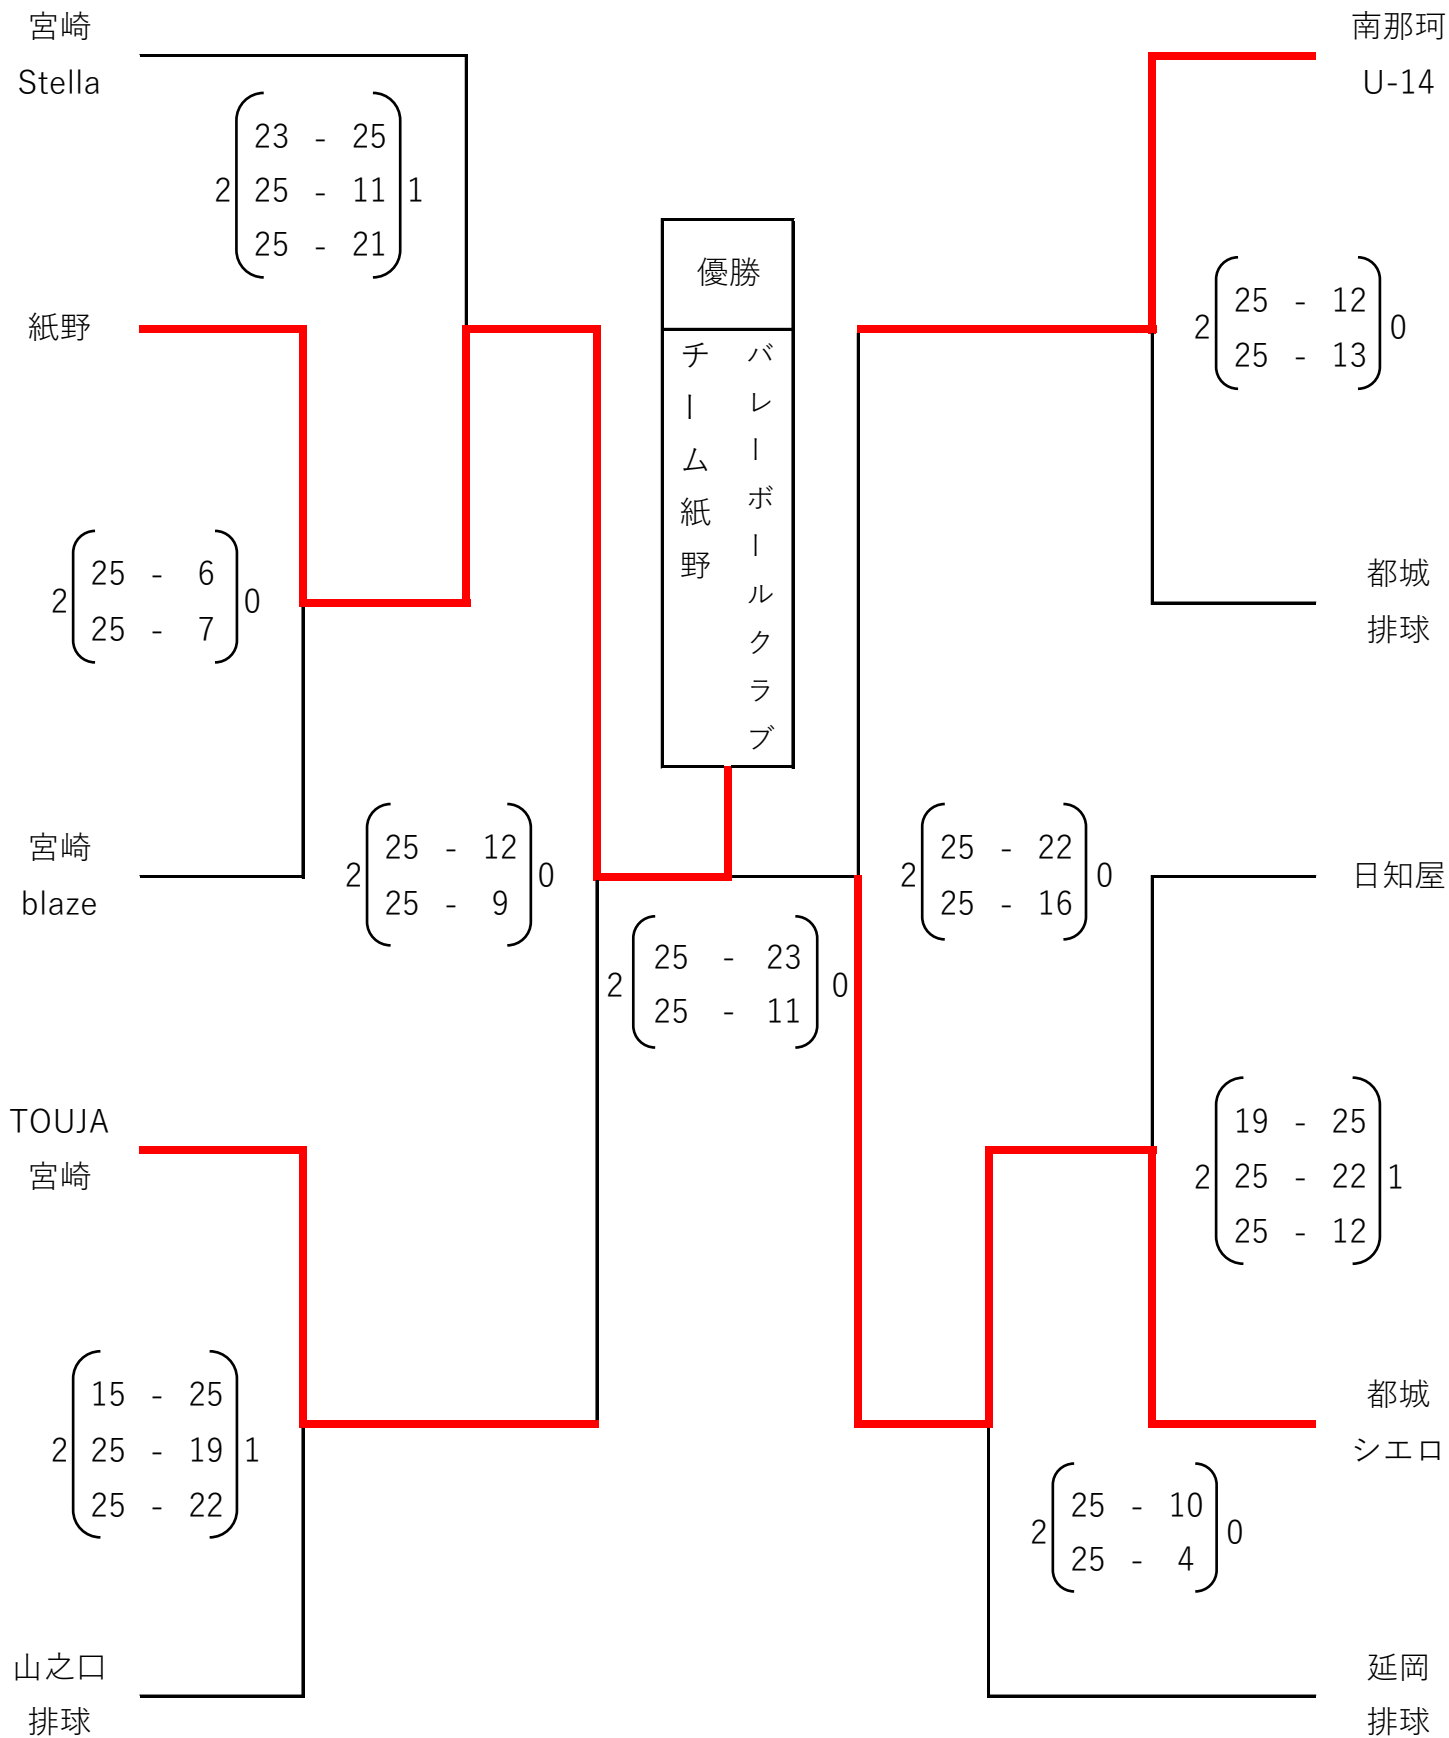 宮崎
Stella
23 - 25
2 25 - 11 1
25 - 21
紙野
25 - 6
2 0
25 - 7
宮崎
blaze
25 - 12
2 0
25 - 9
TOUJA
宮崎
15 - 25
2 25 - 19 1
25 - 22
山之口
排球
優勝
バレーボールクラブ
チーム紙野
25 - 23
2 0
25 - 11
南那珂
U-14
25 - 12
2 0
25 - 13
都城
排球
25 - 22
2 0
25 - 16
日知屋
19 - 25
2 25 - 22 1
25 - 12
都城
シエロ
25 - 10
2 0
25 - 4
延岡
排球